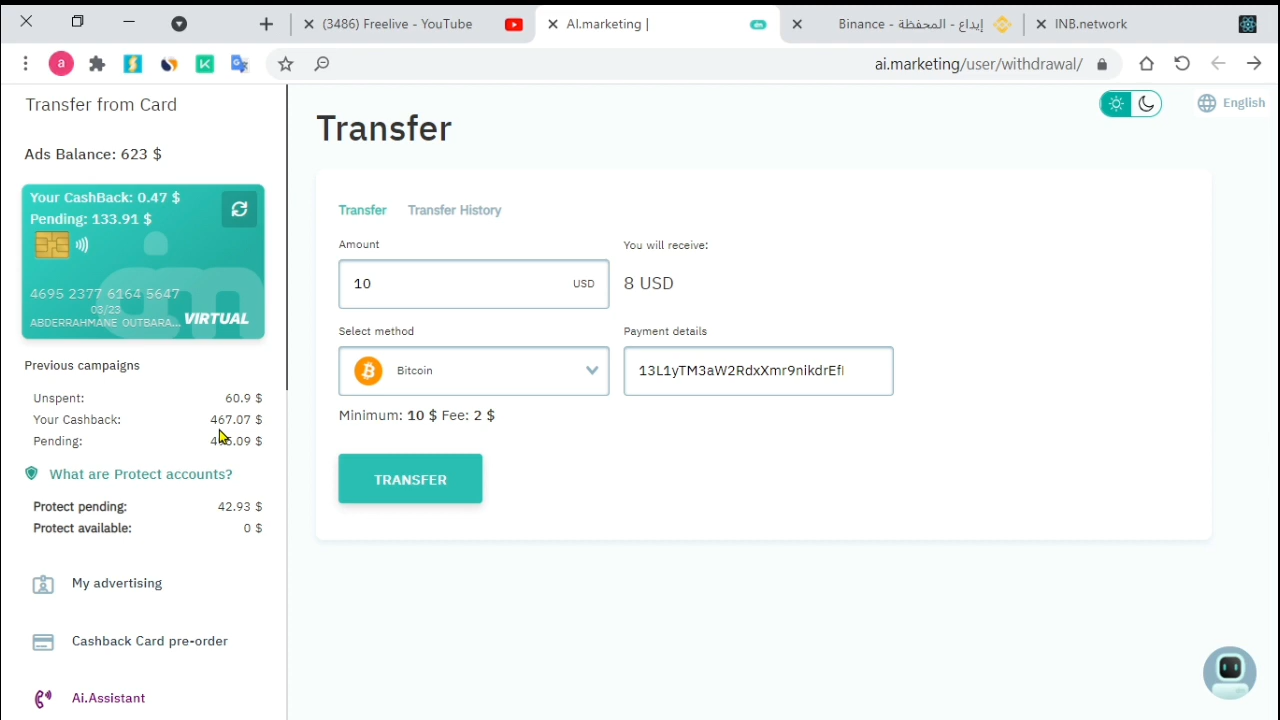 (3486) Freelive - YouTube
AI.marketing |
Binance - إيداع - المحفظة
INB.network
a
ai.marketing/user/withdrawal/
Transfer from Card
Ads Balance: 623 $
Your CashBack: 0.47 $
Pending: 133.91 $
4695 2377 6164 5647
03/23
ABDERRAHMANE OUTBARA...
VIRTUAL
Previous campaigns
Unspent: 60.9 $
Your Cashback: 467.07 $
Pending:
What are Protect accounts?
Protect pending: 42.93 $
Protect available: 0 $
My advertising
Cashback Card pre-order
Ai.Assistant
English
Transfer
Transfer Transfer History
Amount
You will receive:
10 USD
8 USD
Select method
Payment details
Bitcoin
Minimum: 10 $ Fee: 2 $
TRANSFER